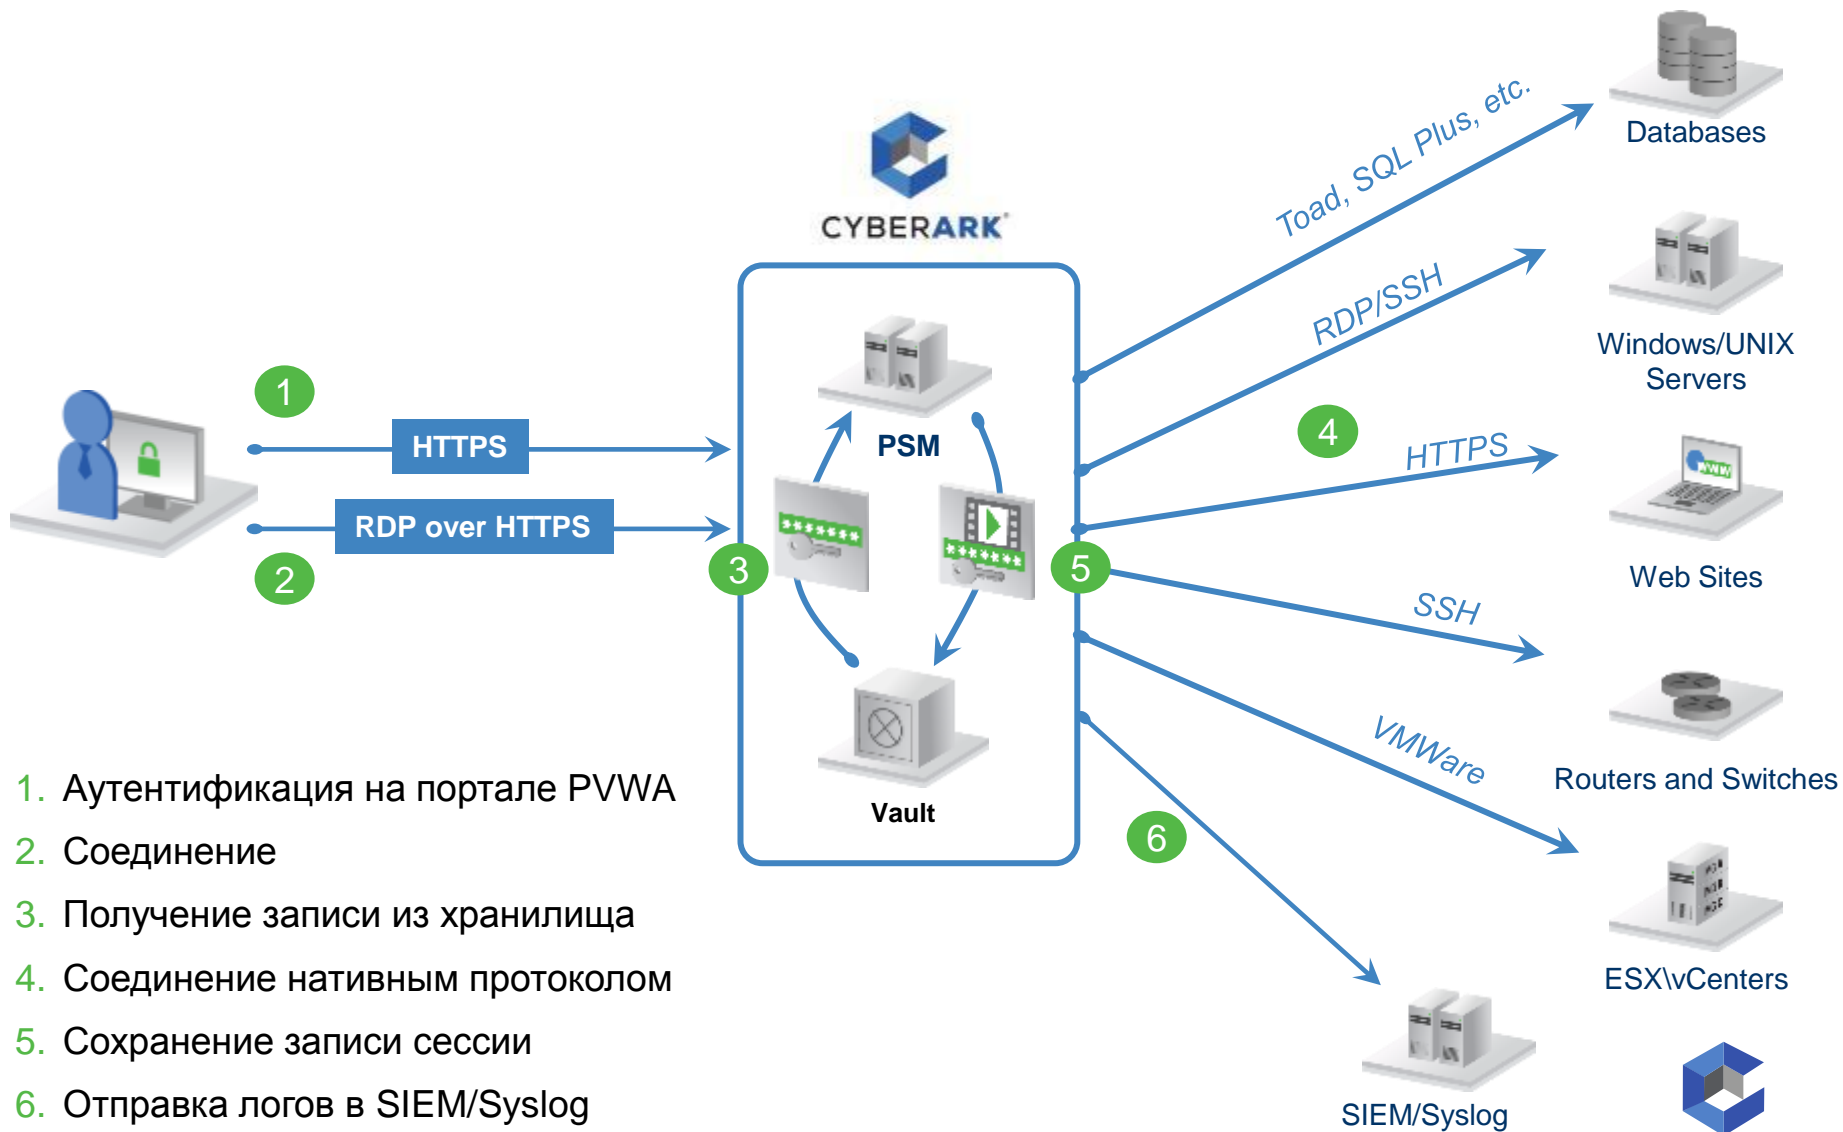 CYBERARK®
Toad, SQL Plus, etc.
Databases
RDP/SSH
Windows/UNIX
Servers
1
HTTPS
2
RDP over HTTPS
PSM
*******
*******
3
5
4
HTTPS
www
Web Sites
SSH
Routers and Switches
VMWare
ESX\vCenters
Vault
6
SIEM/Syslog
1. Аутентификация на портале PVWA
2. Соединение
3. Получение записи из хранилища
4. Соединение нативным протоколом
5. Сохранение записи сессии
6. Отправка логов в SIEM/Syslog